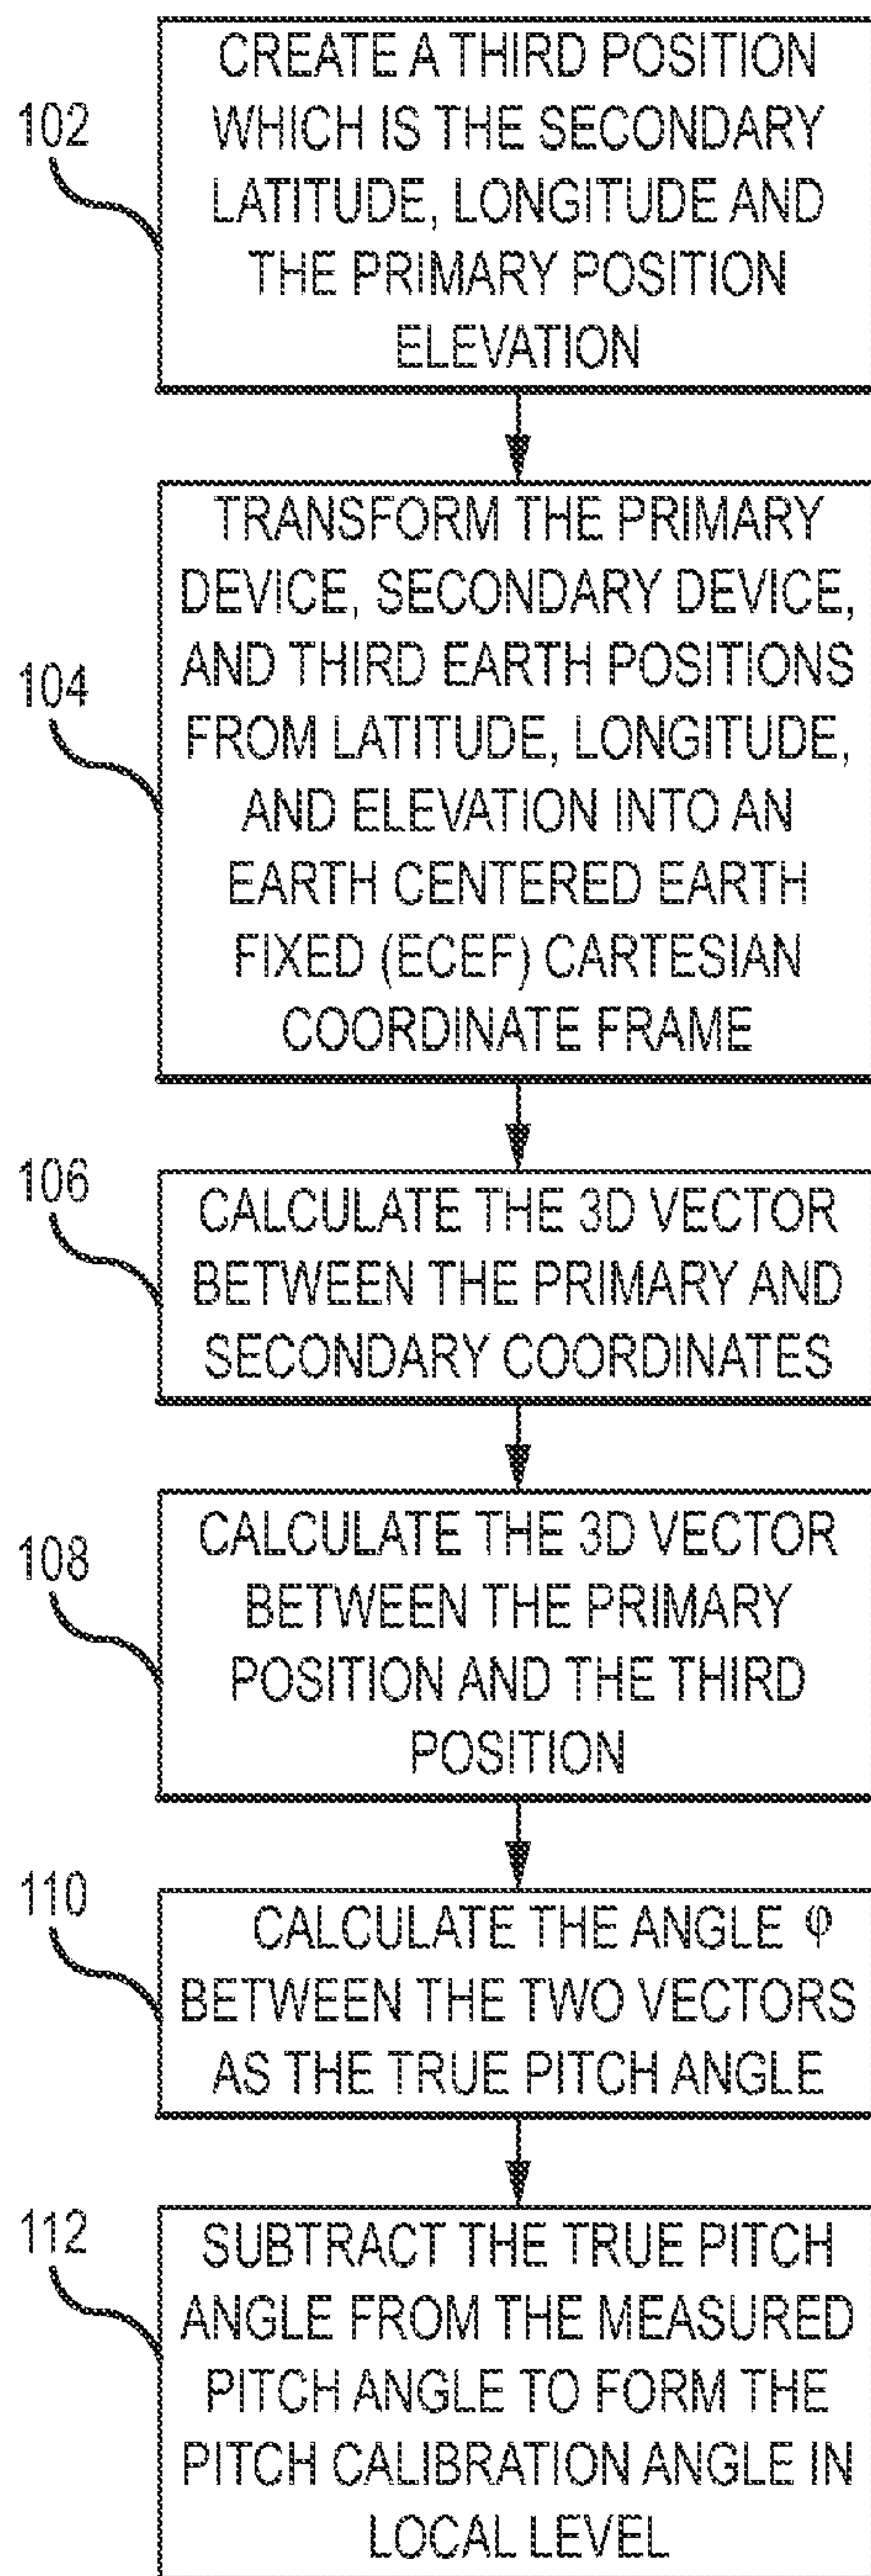 102
CREATE A THIRD POSITION
WHICH IS THE SECONDARY
LATITUDE, LONGITUDE AND
THE PRIMARY POSITION
ELEVATION
104
TRANSFORM THE PRIMARY
DEVICE, SECONDARY DEVICE,
AND THIRD EARTH POSITIONS
FROM LATITUDE, LONGITUDE,
AND ELEVATION INTO AN
EARTH CENTERED EARTH
FIXED (ECEF) CARTESIAN
COORDINATE FRAME
106
CALCULATE THE 3D VECTOR
BETWEEN THE PRIMARY AND
SECONDARY COORDINATES
108
CALCULATE THE 3D VECTOR
BETWEEN THE PRIMARY
POSITION AND THE THIRD
POSITION
110
CALCULATE THE ANGLE φ
BETWEEN THE TWO VECTORS
AS THE TRUE PITCH ANGLE
112
SUBTRACT THE TRUE PITCH
ANGLE FROM THE MEASURED
PITCH ANGLE TO FORM THE
PITCH CALIBRATION ANGLE IN
LOCAL LEVEL